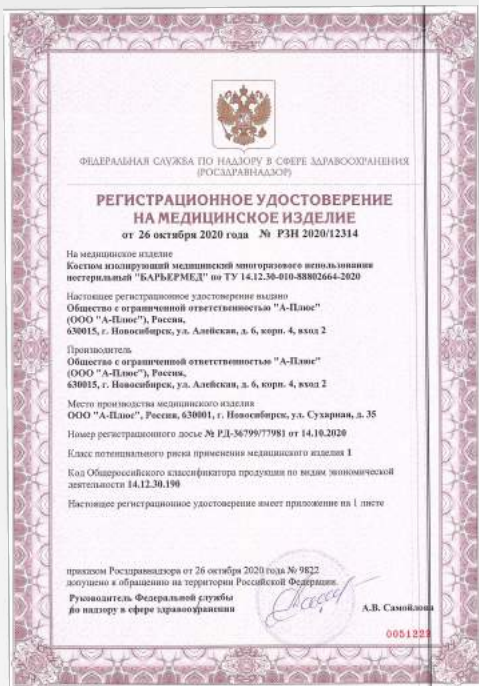 ФЕДЕРАЛЬНАЯ СЛУЖБА ПО НАДЗОРУ В СФЕРЕ ЗДРАВООХРАНЕНИЯ
(РОСЗДРАВНАДЗОР)
РЕГИСТРАЦИОННОЕ УДОСТОВЕРЕНИЕ
НА МЕДИЦИНСКОЕ ИЗДЕЛИЕ
от 26 октября 2020 года № РЗН 2020/12314
На медицинское изделие
Костюм изолирующий медицинский многоразового использования
нестерильный "БАРЬЕРМЕД" по ТУ 14.12.30-010-88802664-2020
Настоящее регистрационное удостоверение выдано
Общество с ограниченной ответственностью "А-Плюс"
(ООО "А-Плюс"), Россия,
630015, г. Новосибирск, ул. Алейская, д. 6, корп. 4, вход 2
Производитель
Общество с ограниченной ответственностью "А-Плюс"
(ООО "А-Плюс"), Россия,
630015, г. Новосибирск, ул. Алейская, д. 6, корп. 4, вход 2
Место производства медицинского изделия
ООО "А-Плюс", Россия, 630001, г. Новосибирск, ул. Сухарная, д. 35
Номер регистрационного досье № РД-36799/77981 от 14.10.2020
Класс потенциального риска применения медицинского изделия 1
Код Общероссийского классификатора продукции по видам экономической
деятельности 14.12.30.190
Настоящее регистрационное удостоверение имеет приложение на 1 листе
приказом Росздравнадзора от 26 октября 2020 года № 9822
допущено к обращению на территории Российской Федерации.
Руководитель Федеральной службы
по надзору в сфере здравоохранения
А.В. Самойлова